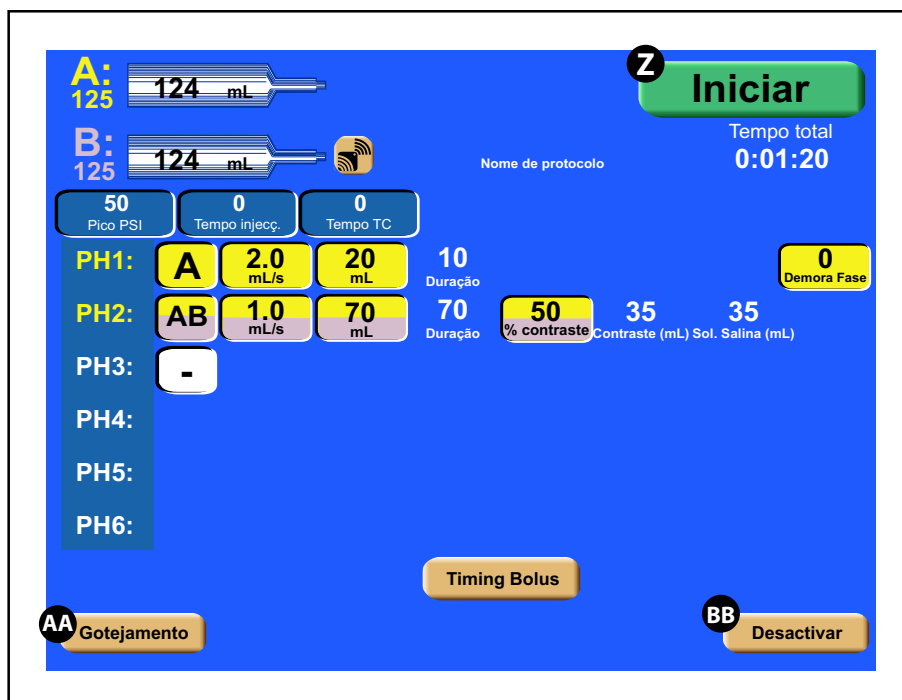 Z
A:
125
124 mL
Iniciar
B:
125
124 mL
Nome de protocolo
Tempo total
0:01:20
50
Pico PSI
0
Tempo injecç.
0
Tempo TC
PH1:
A
2.0
mL/s
20
mL
10
Duração
0
Demora Fase
PH2:
AB
1.0
mL/s
70
mL
70
Duração
50
% contraste
35
Contraste (mL)
35
Sol. Salina (mL)
PH3:
-
PH4:
PH5:
PH6:
Timing Bolus
AA
Gotejamento
BB
Desactivar